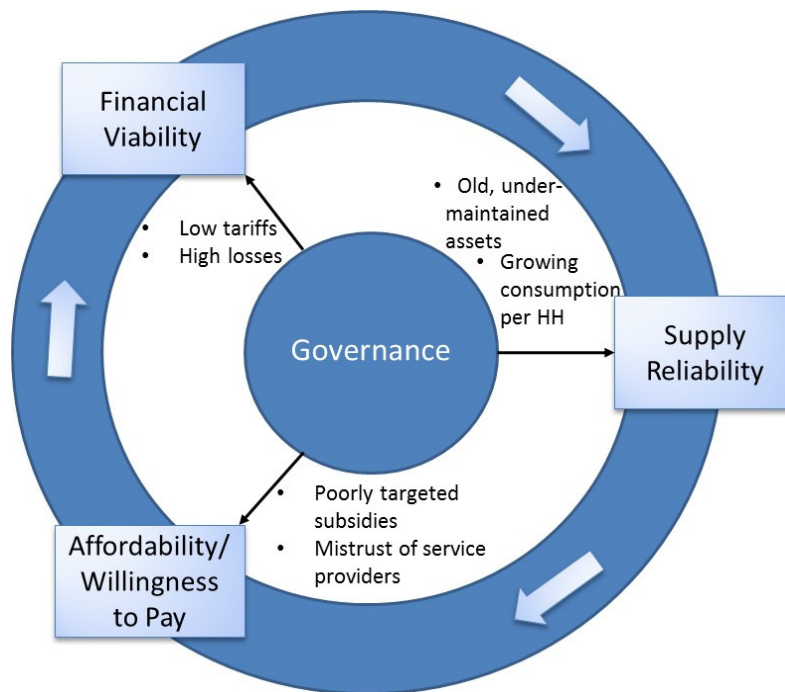 Financial
Viability
• Low tariffs
• High losses
• Old, under-
maintained
assets
• Growing
consumption
per HH
Governance
Supply
Reliability
• Poorly targeted
subsidies
• Mistrust of service
providers
Affordability/
Willingness
to Pay